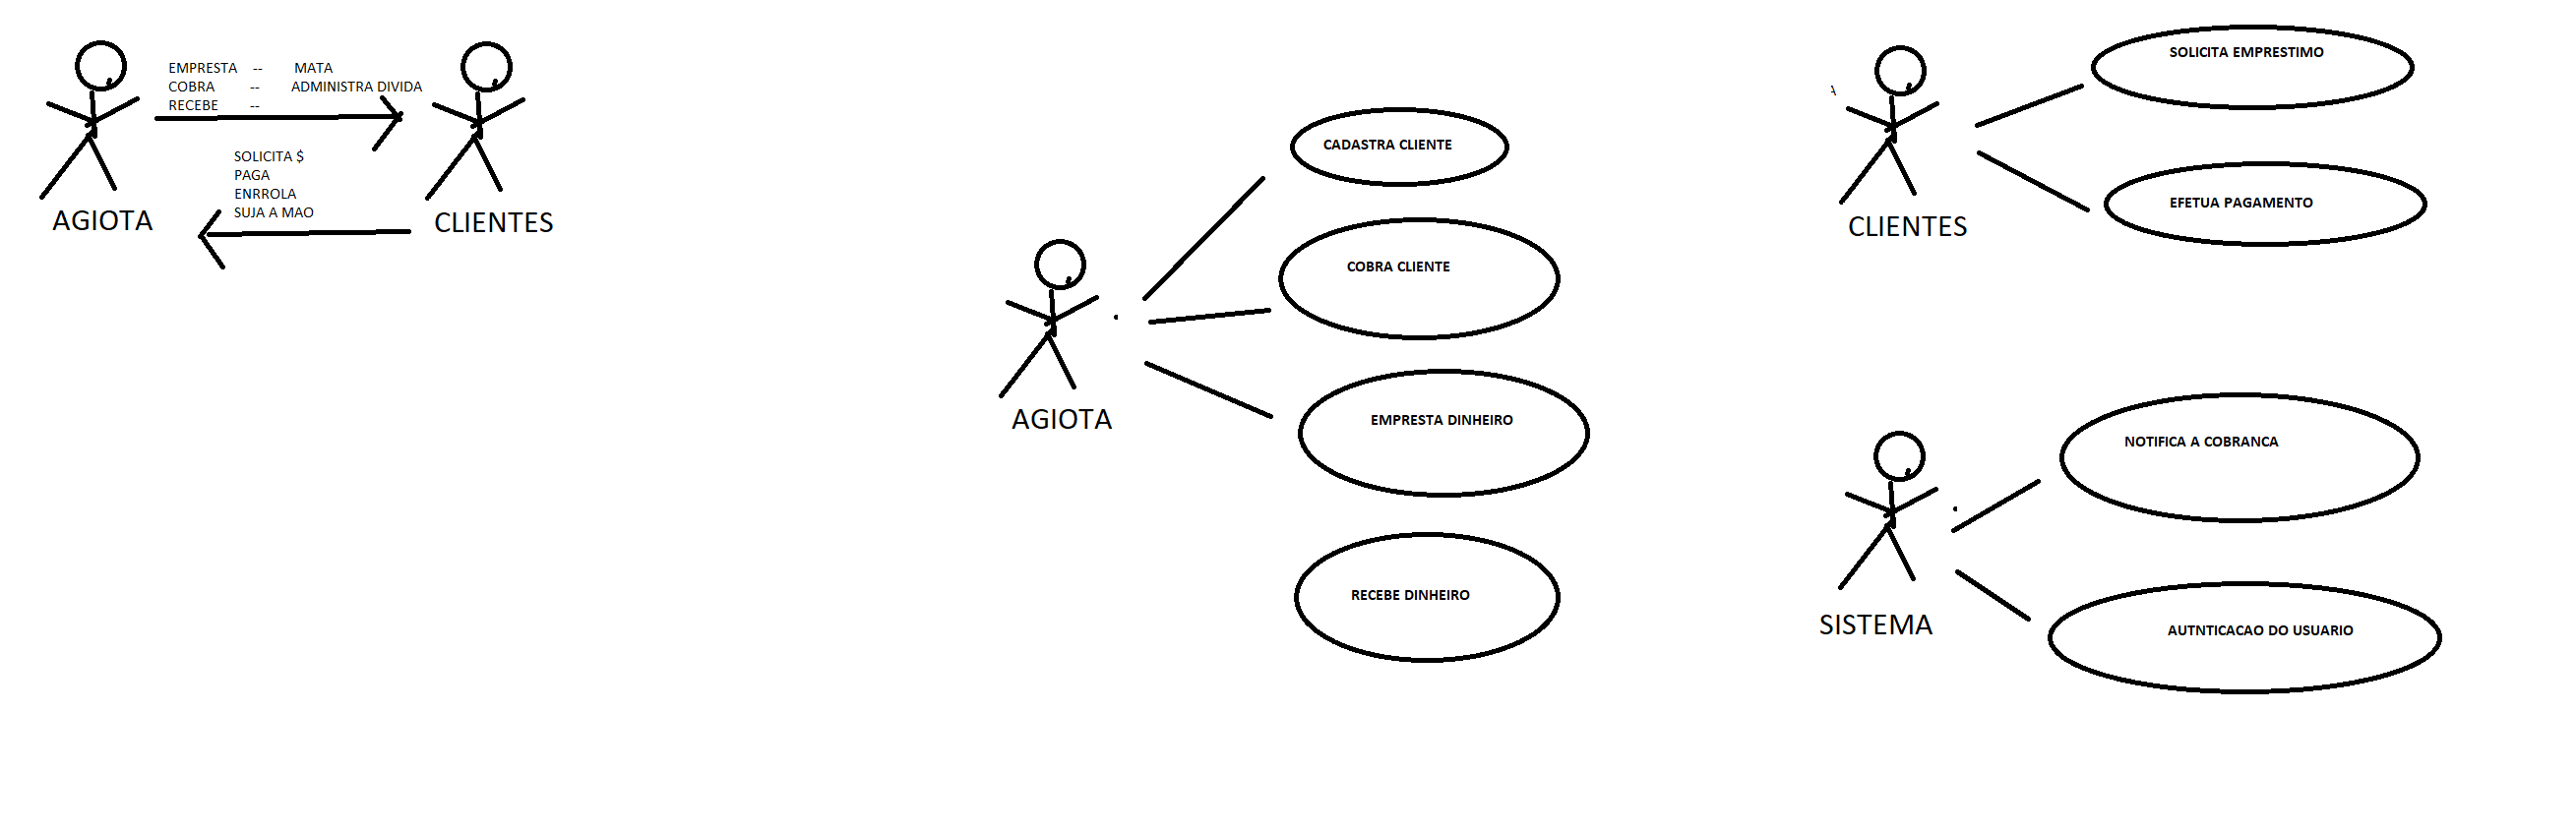 EMPRESTA -- MATA
COBRA -- ADMINISTRA DIVIDA
RECEBE --
SOLICITA $
PAGA
ENRROLA
SUJA A MAO
AGIOTA
CLIENTES
CADASTRA CLIENTE
COBRA CLIENTE
EMPRESTA DINHEIRO
RECEBE DINHEIRO
AGIOTA
SOLICITA EMPRESTIMO
EFETUA PAGAMENTO
CLIENTES
NOTIFICA A COBRANCA
AUTNTICACAO DO USUARIO
SISTEMA